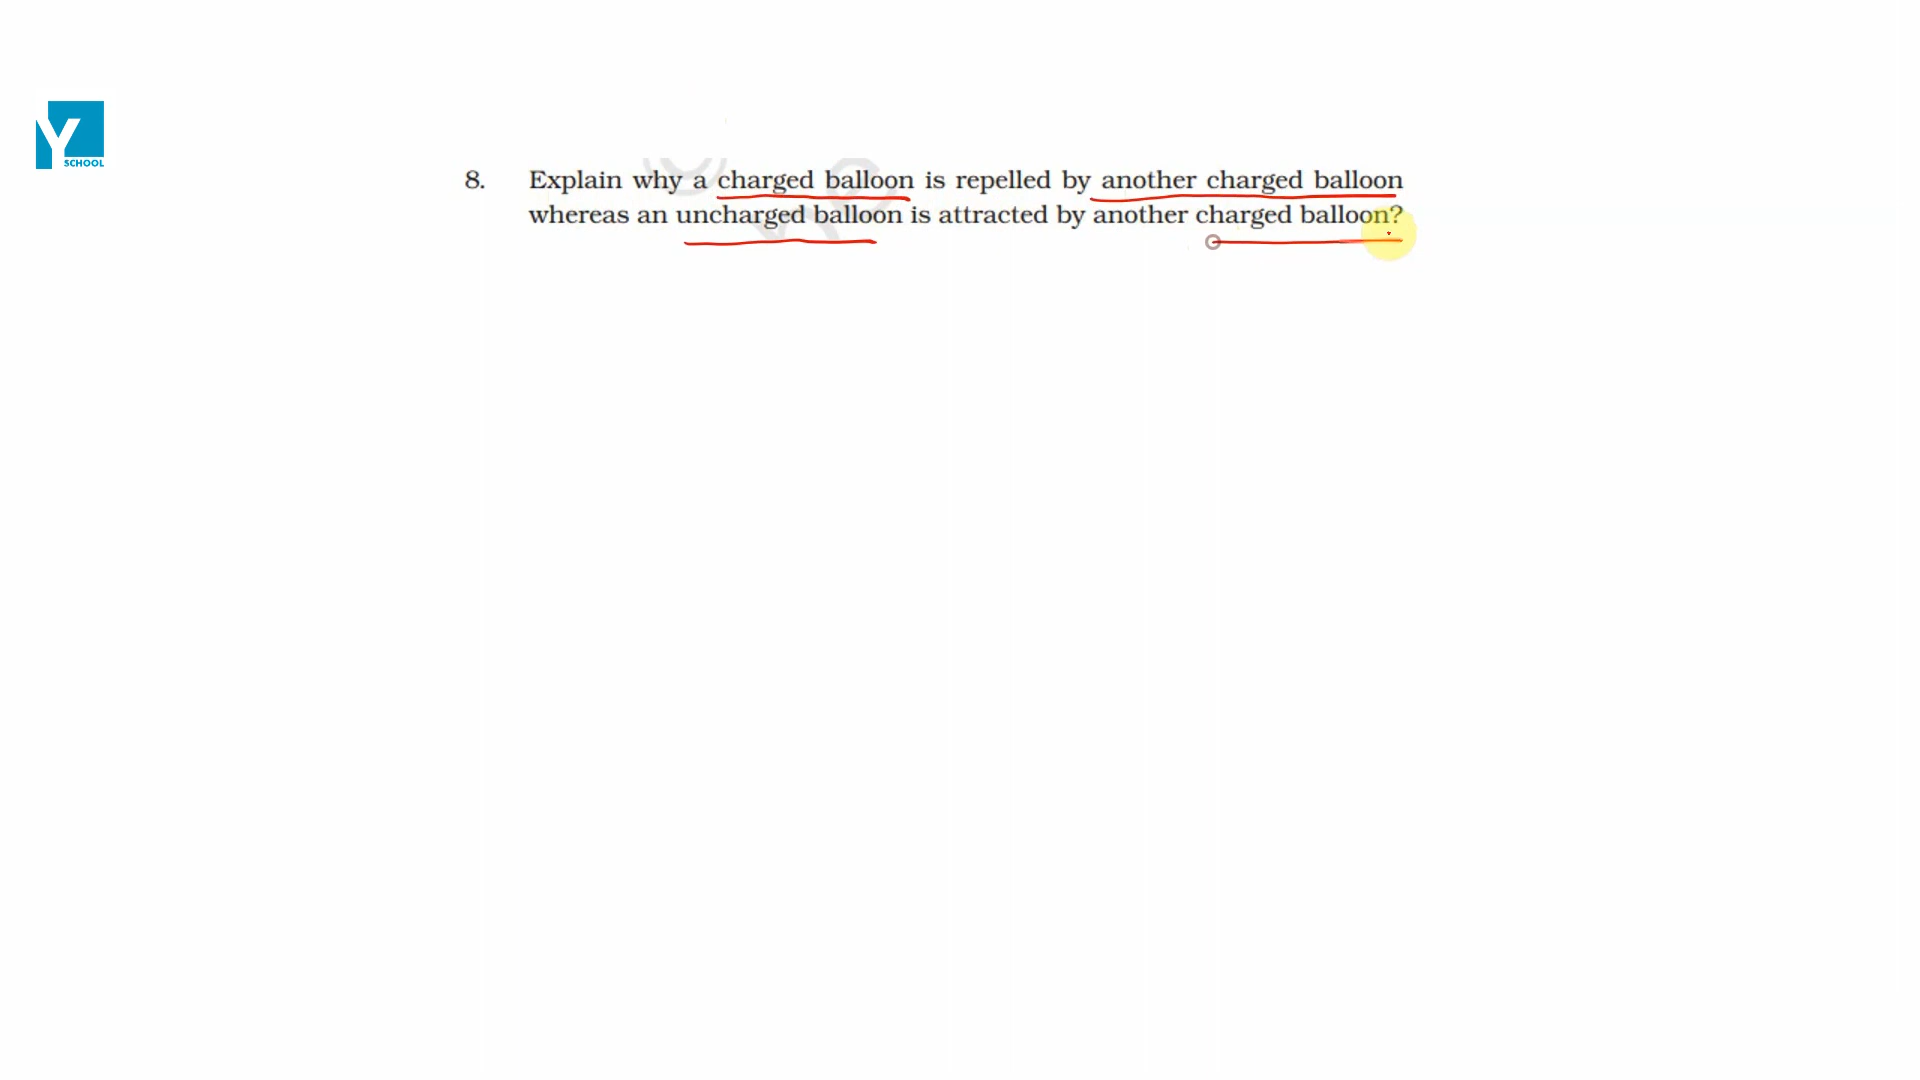 Y
SCHOOL
8. Explain why a charged balloon is repelled by another charged balloon
whereas an uncharged balloon is attracted by another charged balloon?